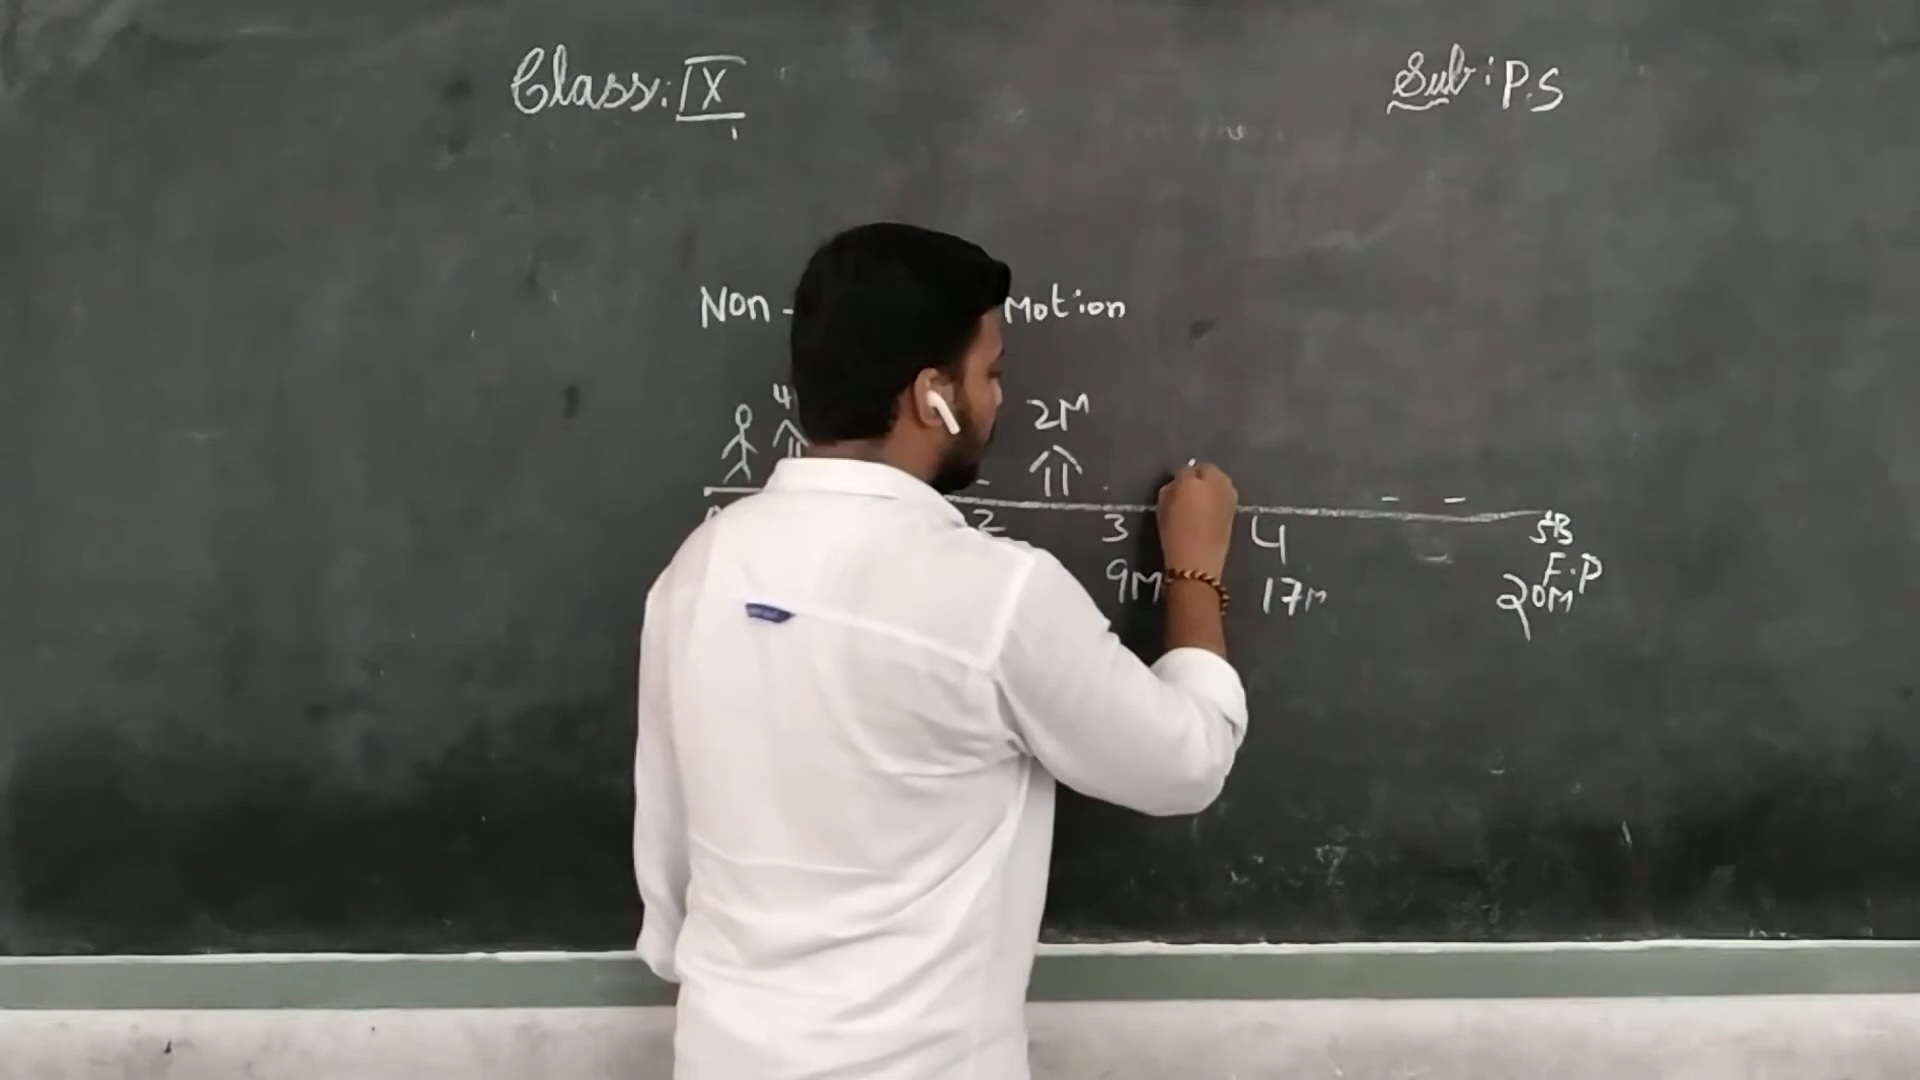 Class: IX
Sub: P.S
Non - Motion
4 2M
2 3 4 5B
F.P
9M 17M 20M